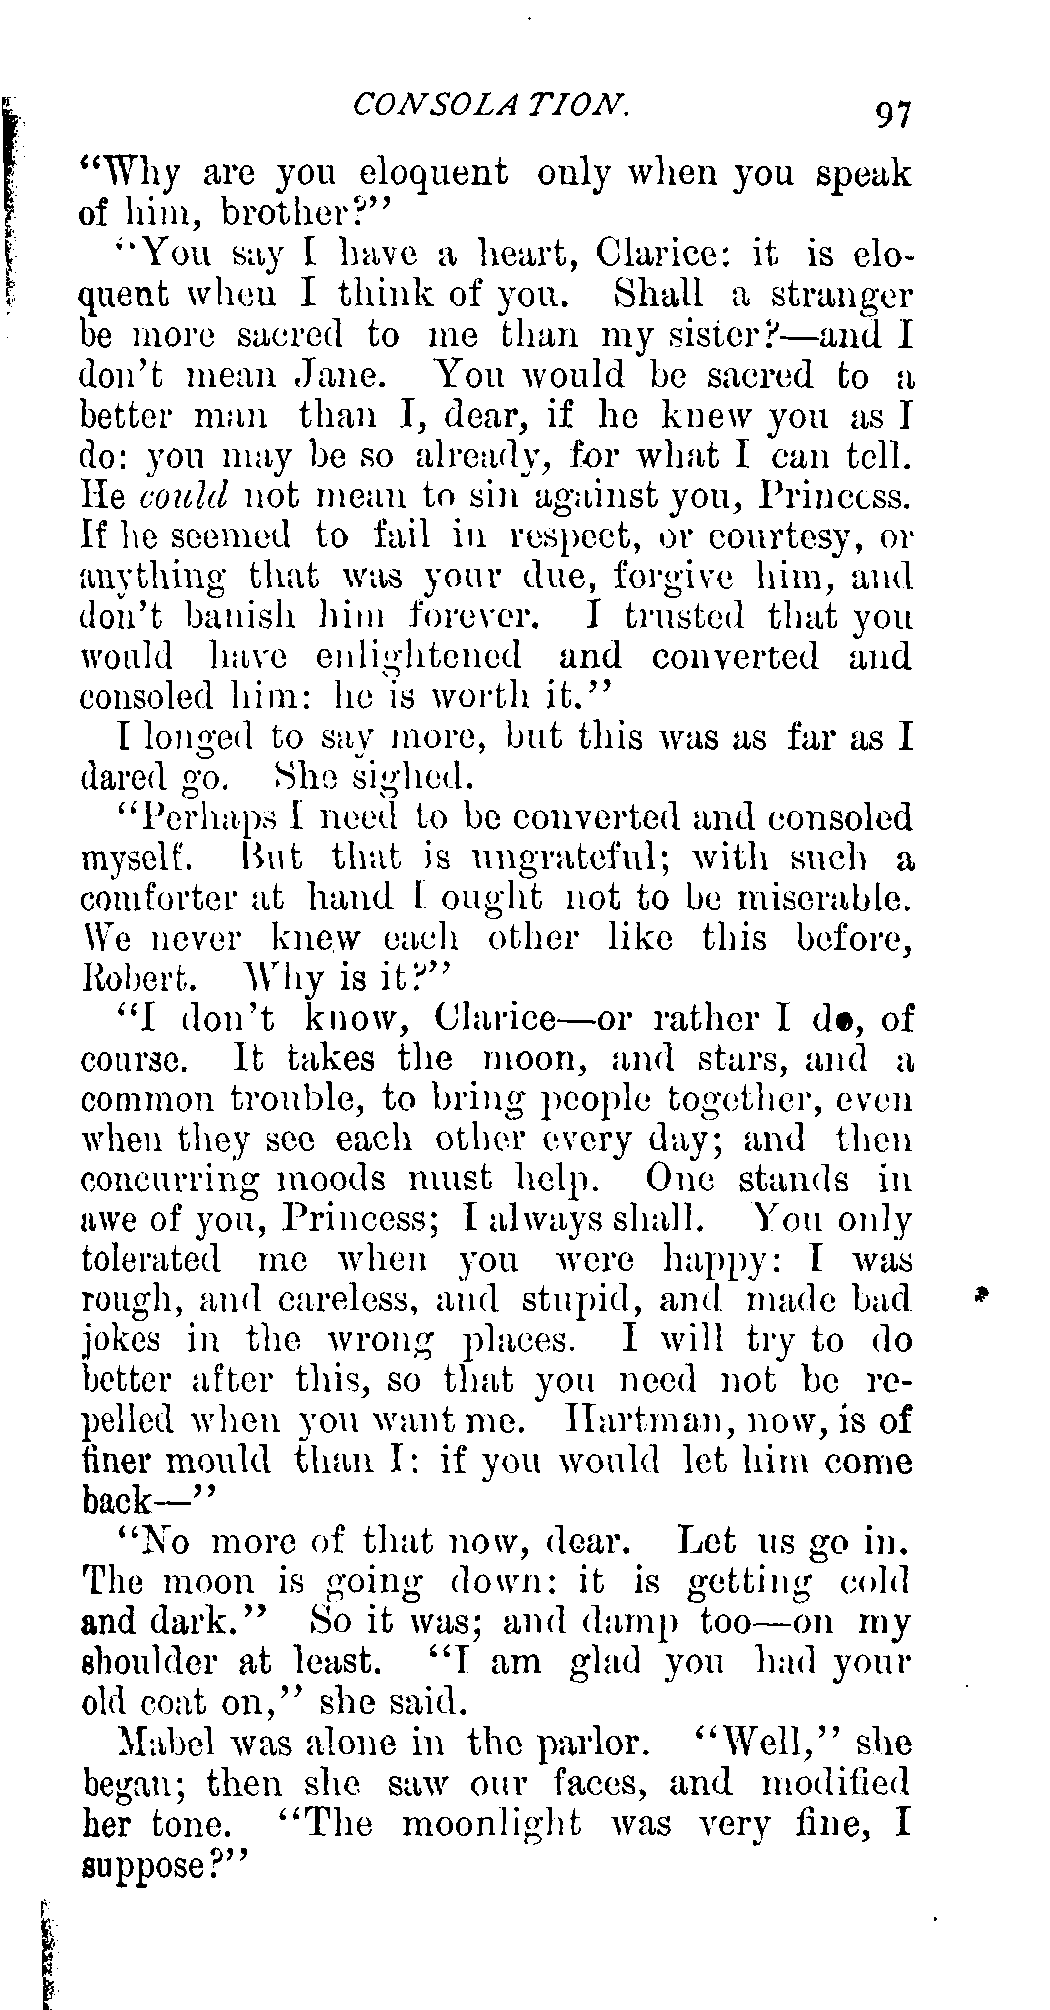 CONSOLATION. 97
“Why are you eloquent only when you speak
of him, brother?”
“You say I have a heart, Clarice: it is elo-
quent when I think of you. Shall a stranger
be more sacred to me than my sister?—and I
don’t mean Jane. You would be sacred to a
better man than I, dear, if he knew you as I
do: you may be so already, for what I can tell.
He could not mean to sin against you, Princess.
If he seemed to fail in respect, or courtesy, or
anything that was your due, forgive him, and
don’t banish him forever. I trusted that you
would have enlightened and converted and
consoled him: he is worth it.”
I longed to say more, but this was as far as I
dared go. She sighed.
“Perhaps I need to be converted and consoled
myself. But that is ungrateful; with such a
comforter at hand I ought not to be miserable.
We never knew each other like this before,
Robert. Why is it?”
“I don’t know, Clarice—or rather I do, of
course. It takes the moon, and stars, and a
common trouble, to bring people together, even
when they see each other every day; and then
concurring moods must help. One stands in
awe of you, Princess; I always shall. You only
tolerated me when you were happy: I was
rough, and careless, and stupid, and made bad
jokes in the wrong places. I will try to do
better after this, so that you need not be re-
pelled when you want me. Hartman, now, is of
finer mould than I: if you would let him come
back—”
“No more of that now, dear. Let us go in.
The moon is going down: it is getting cold
and dark.” So it was; and damp too—on my
shoulder at least. “I am glad you had your
old coat on,” she said.
Mabel was alone in the parlor. “Well,” she
began; then she saw our faces, and modified
her tone. “The moonlight was very fine, I
suppose?”